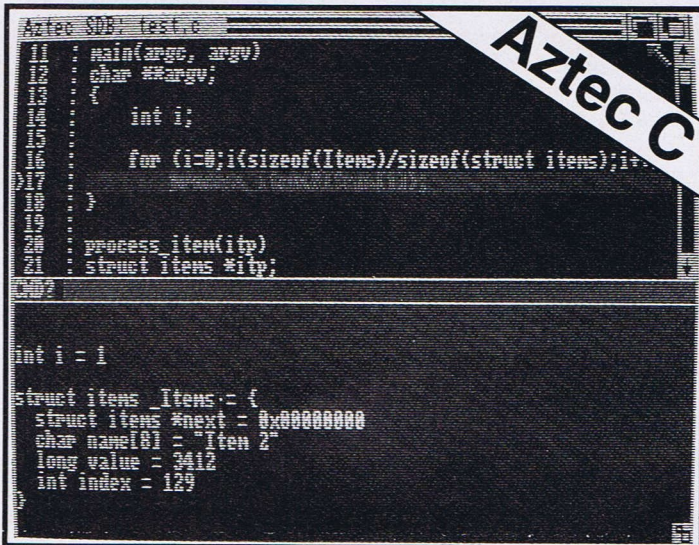 Aztec SDB: test.c
Aztec C
11 : main(argc, argv)
12 : char **argv;
13 : {
14 : int i;
15 :
16 : for (i=0;i(sizeof(Items)/sizeof(struct items);i+
>17
18 : }
19 :
20 : process_item(itp)
21 : struct items *itp;
CMD?
int i = 1
struct items _Items = {
struct items *next = 0x00000000
char name[8] = "Item 2"
long value = 3412
int index = 129
}